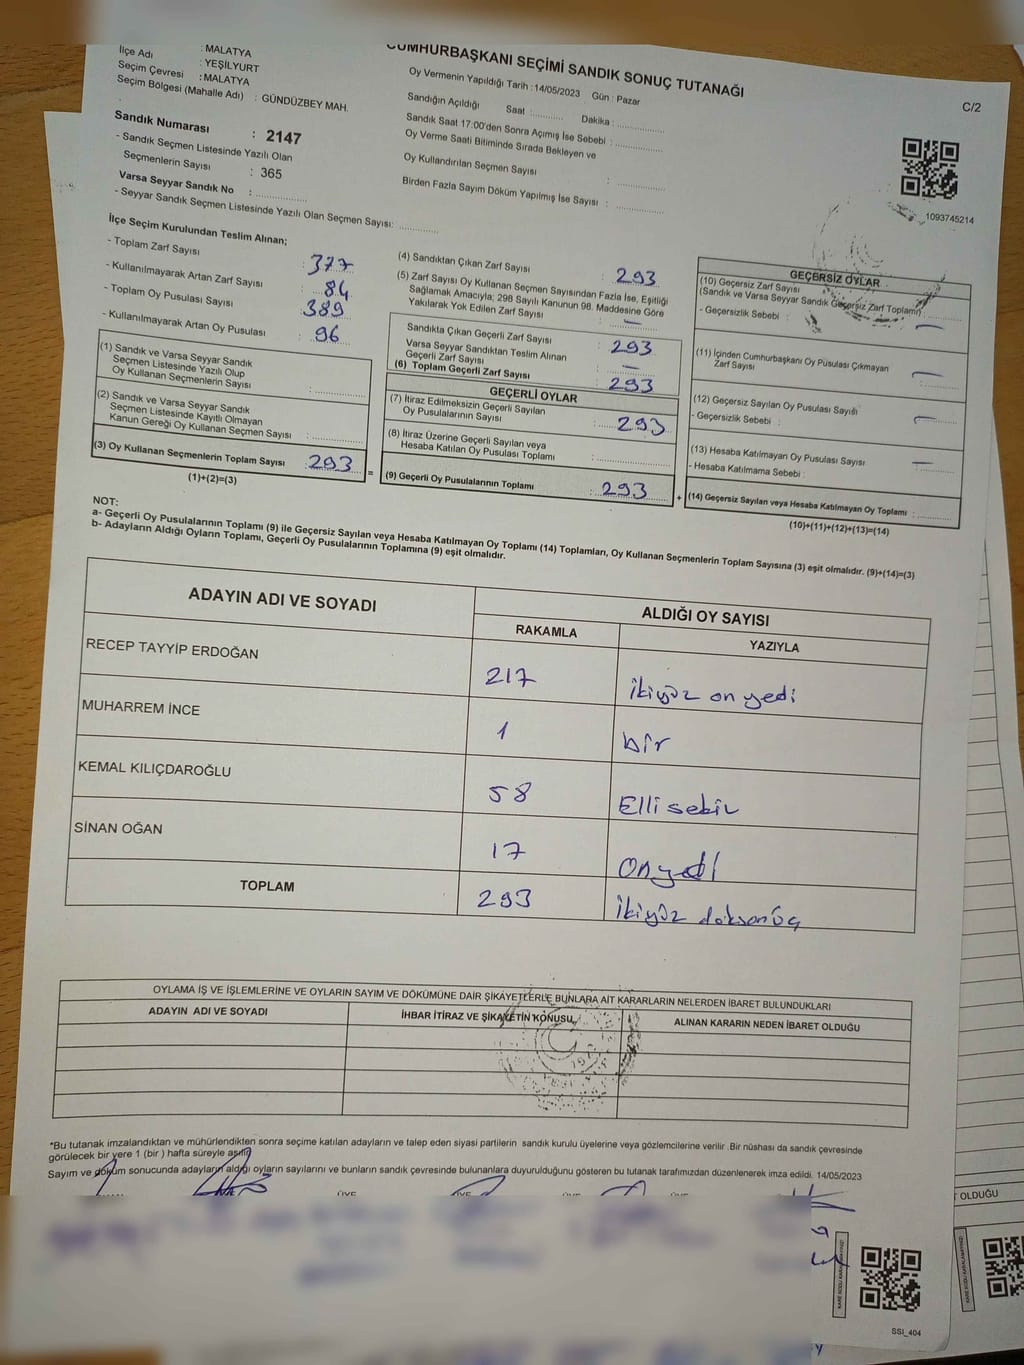 CUMHURBAŞKANI SEÇİMİ SANDIK SONUÇ TUTANAĞI
C/2
: MALATYA
İlçe Adı : YEŞİLYURT
Seçim Çevresi : MALATYA
Seçim Bölgesi (Mahalle Adı) : GÜNDÜZBEY MAH.
Sandık Numarası : 2147
- Sandık Seçmen Listesinde Yazılı Olan
Seçmenlerin Sayısı : 365
Varsa Seyyar Sandık No : ............
- Seyyar Sandık Seçmen Listesinde Yazılı Olan Seçmen Sayısı: ............
Oy Vermenin Yapıldığı Tarih : 14/05/2023 Gün : Pazar
Sandığın Açıldığı Saat ............ Dakika : ............
Sandık Saat 17:00'den Sonra Açımış İse Sebebi : ............
Oy Verme Saati Bitiminde Sırada Bekleyen ve
Oy Kullandırılan Seçmen Sayısı : ............
Birden Fazla Sayım Döküm Yapılmış İse Sayısı : ............
1093745214
İlçe Seçim Kurulundan Teslim Alınan;
- Toplam Zarf Sayısı : 377
- Kullanılmayarak Artan Zarf Sayısı : 84
- Toplam Oy Pusulası Sayısı : 389
- Kullanılmayarak Artan Oy Pusulası : 96
(1) Sandık ve Varsa Seyyar Sandık
Seçmen Listesinde Yazılı Olup
Oy Kullanan Seçmenlerin Sayısı : ............
(2) Sandık ve Varsa Seyyar Sandık
Seçmen Listesinde Kayıtlı Olmayan
Kanun Gereği Oy Kullanan Seçmen Sayısı : ............
(3) Oy Kullanan Seçmenlerin Toplam Sayısı : 293
(1)+(2)=(3)
=
(4) Sandıktan Çıkan Zarf Sayısı : 293
(5) Zarf Sayısı Oy Kullanan Seçmen Sayısından Fazla İse, Eşitliği
Sağlamak Amacıyla; 298 Sayılı Kanunun 98. Maddesine Göre
Yakılarak Yok Edilen Zarf Sayısı : —
Sandıkta Çıkan Geçerli Zarf Sayısı : 293
Varsa Seyyar Sandıktan Teslim Alınan
Geçerli Zarf Sayısı : —
(6) Toplam Geçerli Zarf Sayısı : 293
GEÇERLİ OYLAR
(7) İtiraz Edilmeksizin Geçerli Sayılan
Oy Pusulalarının Sayısı : 293
(8) İtiraz Üzerine Geçerli Sayılan veya
Hesaba Katılan Oy Pusulası Toplamı : ............
(9) Geçerli Oy Pusulalarının Toplamı : 293
+
GEÇERSİZ OYLAR
(10) Geçersiz Zarf Sayısı
(Sandık ve Varsa Seyyar Sandık Geçersiz Zarf Toplamı) : —
- Geçersizlik Sebebi :
(11) İçinden Cumhurbaşkanı Oy Pusulası Çıkmayan
Zarf Sayısı : —
(12) Geçersiz Sayılan Oy Pusulası Sayısı : —
- Geçersizlik Sebebi :
(13) Hesaba Katılmayan Oy Pusulası Sayısı : —
- Hesaba Katılmama Sebebi :
(14) Geçersiz Sayılan veya Hesaba Katılmayan Oy Toplamı : ............
(10)+(11)+(12)+(13)=(14)
NOT:
a- Geçerli Oy Pusulalarının Toplamı (9) ile Geçersiz Sayılan veya Hesaba Katılmayan Oy Toplamı (14) Toplamları, Oy Kullanan Seçmenlerin Toplam Sayısına (3) eşit olmalıdır. (9)+(14)=(3)
b- Adayların Aldığı Oyların Toplamı, Geçerli Oy Pusulalarının Toplamına (9) eşit olmalıdır.
ADAYIN ADI VE SOYADI
ALDIĞI OY SAYISI
RAKAMLA YAZIYLA
RECEP TAYYİP ERDOĞAN 217 ikiyüz on yedi
MUHARREM İNCE 1 bir
KEMAL KILIÇDAROĞLU 58 Elli sekiz
SİNAN OĞAN 17 Onyedi
TOPLAM 293 ikiyüz doksanüç
OYLAMA İŞ VE İŞLEMLERİNE VE OYLARIN SAYIM VE DÖKÜMÜNE DAİR ŞİKAYETLERLE BUNLARA AİT KARARLARIN NELERDEN İBARET BULUNDUKLARI
ADAYIN ADI VE SOYADI İHBAR İTİRAZ VE ŞİKAYETİN KONUSU ALINAN KARARIN NEDEN İBARET OLDUĞU
*Bu tutanak imzalandıktan ve mühürlendikten sonra seçime katılan adayların ve talep eden siyasi partilerin sandık kurulu üyelerine veya gözlemcilerine verilir. Bir nüshası da sandık çevresinde
görülecek bir yere 1 (bir ) hafta süreyle asılır.
Sayım ve döküm sonucunda adayların aldığı oyların sayılarını ve bunların sandık çevresinde bulunanlara duyurulduğunu gösteren bu tutanak tarafımızdan düzenlenerek imza edildi. 14/05/2023
ÜYE ÜYE ÜYE ÜYE
OLDUĞU
SSI_404